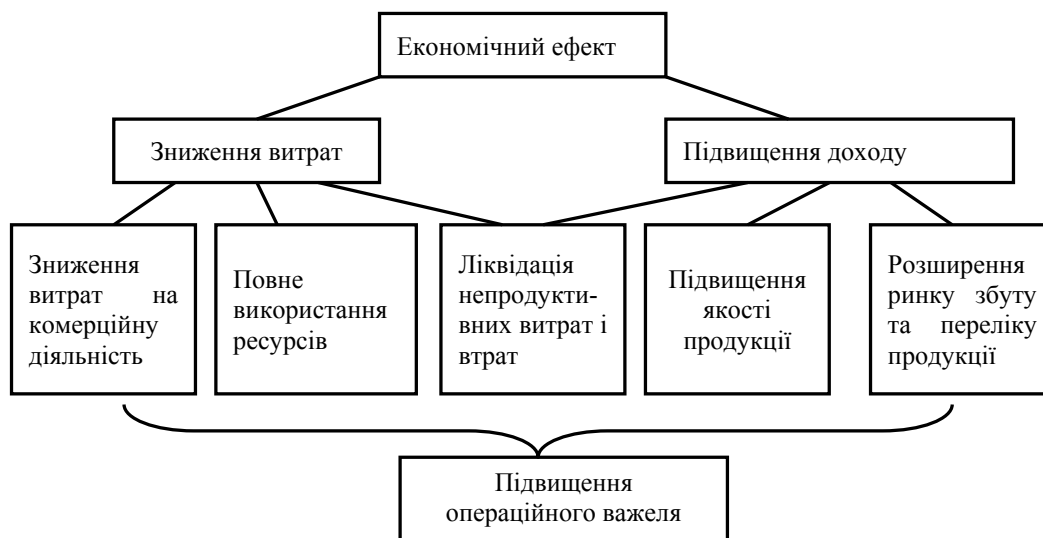 Економічний ефект
Зниження витрат
Підвищення доходу
Зниження
витрат на
комерційну
діяльність
Повне
використання
ресурсів
Ліквідація
непродукти-
вних витрат і
втрат
Підвищення
якості
продукції
Розширення
ринку збуту
та переліку
продукції
Підвищення
операційного важеля